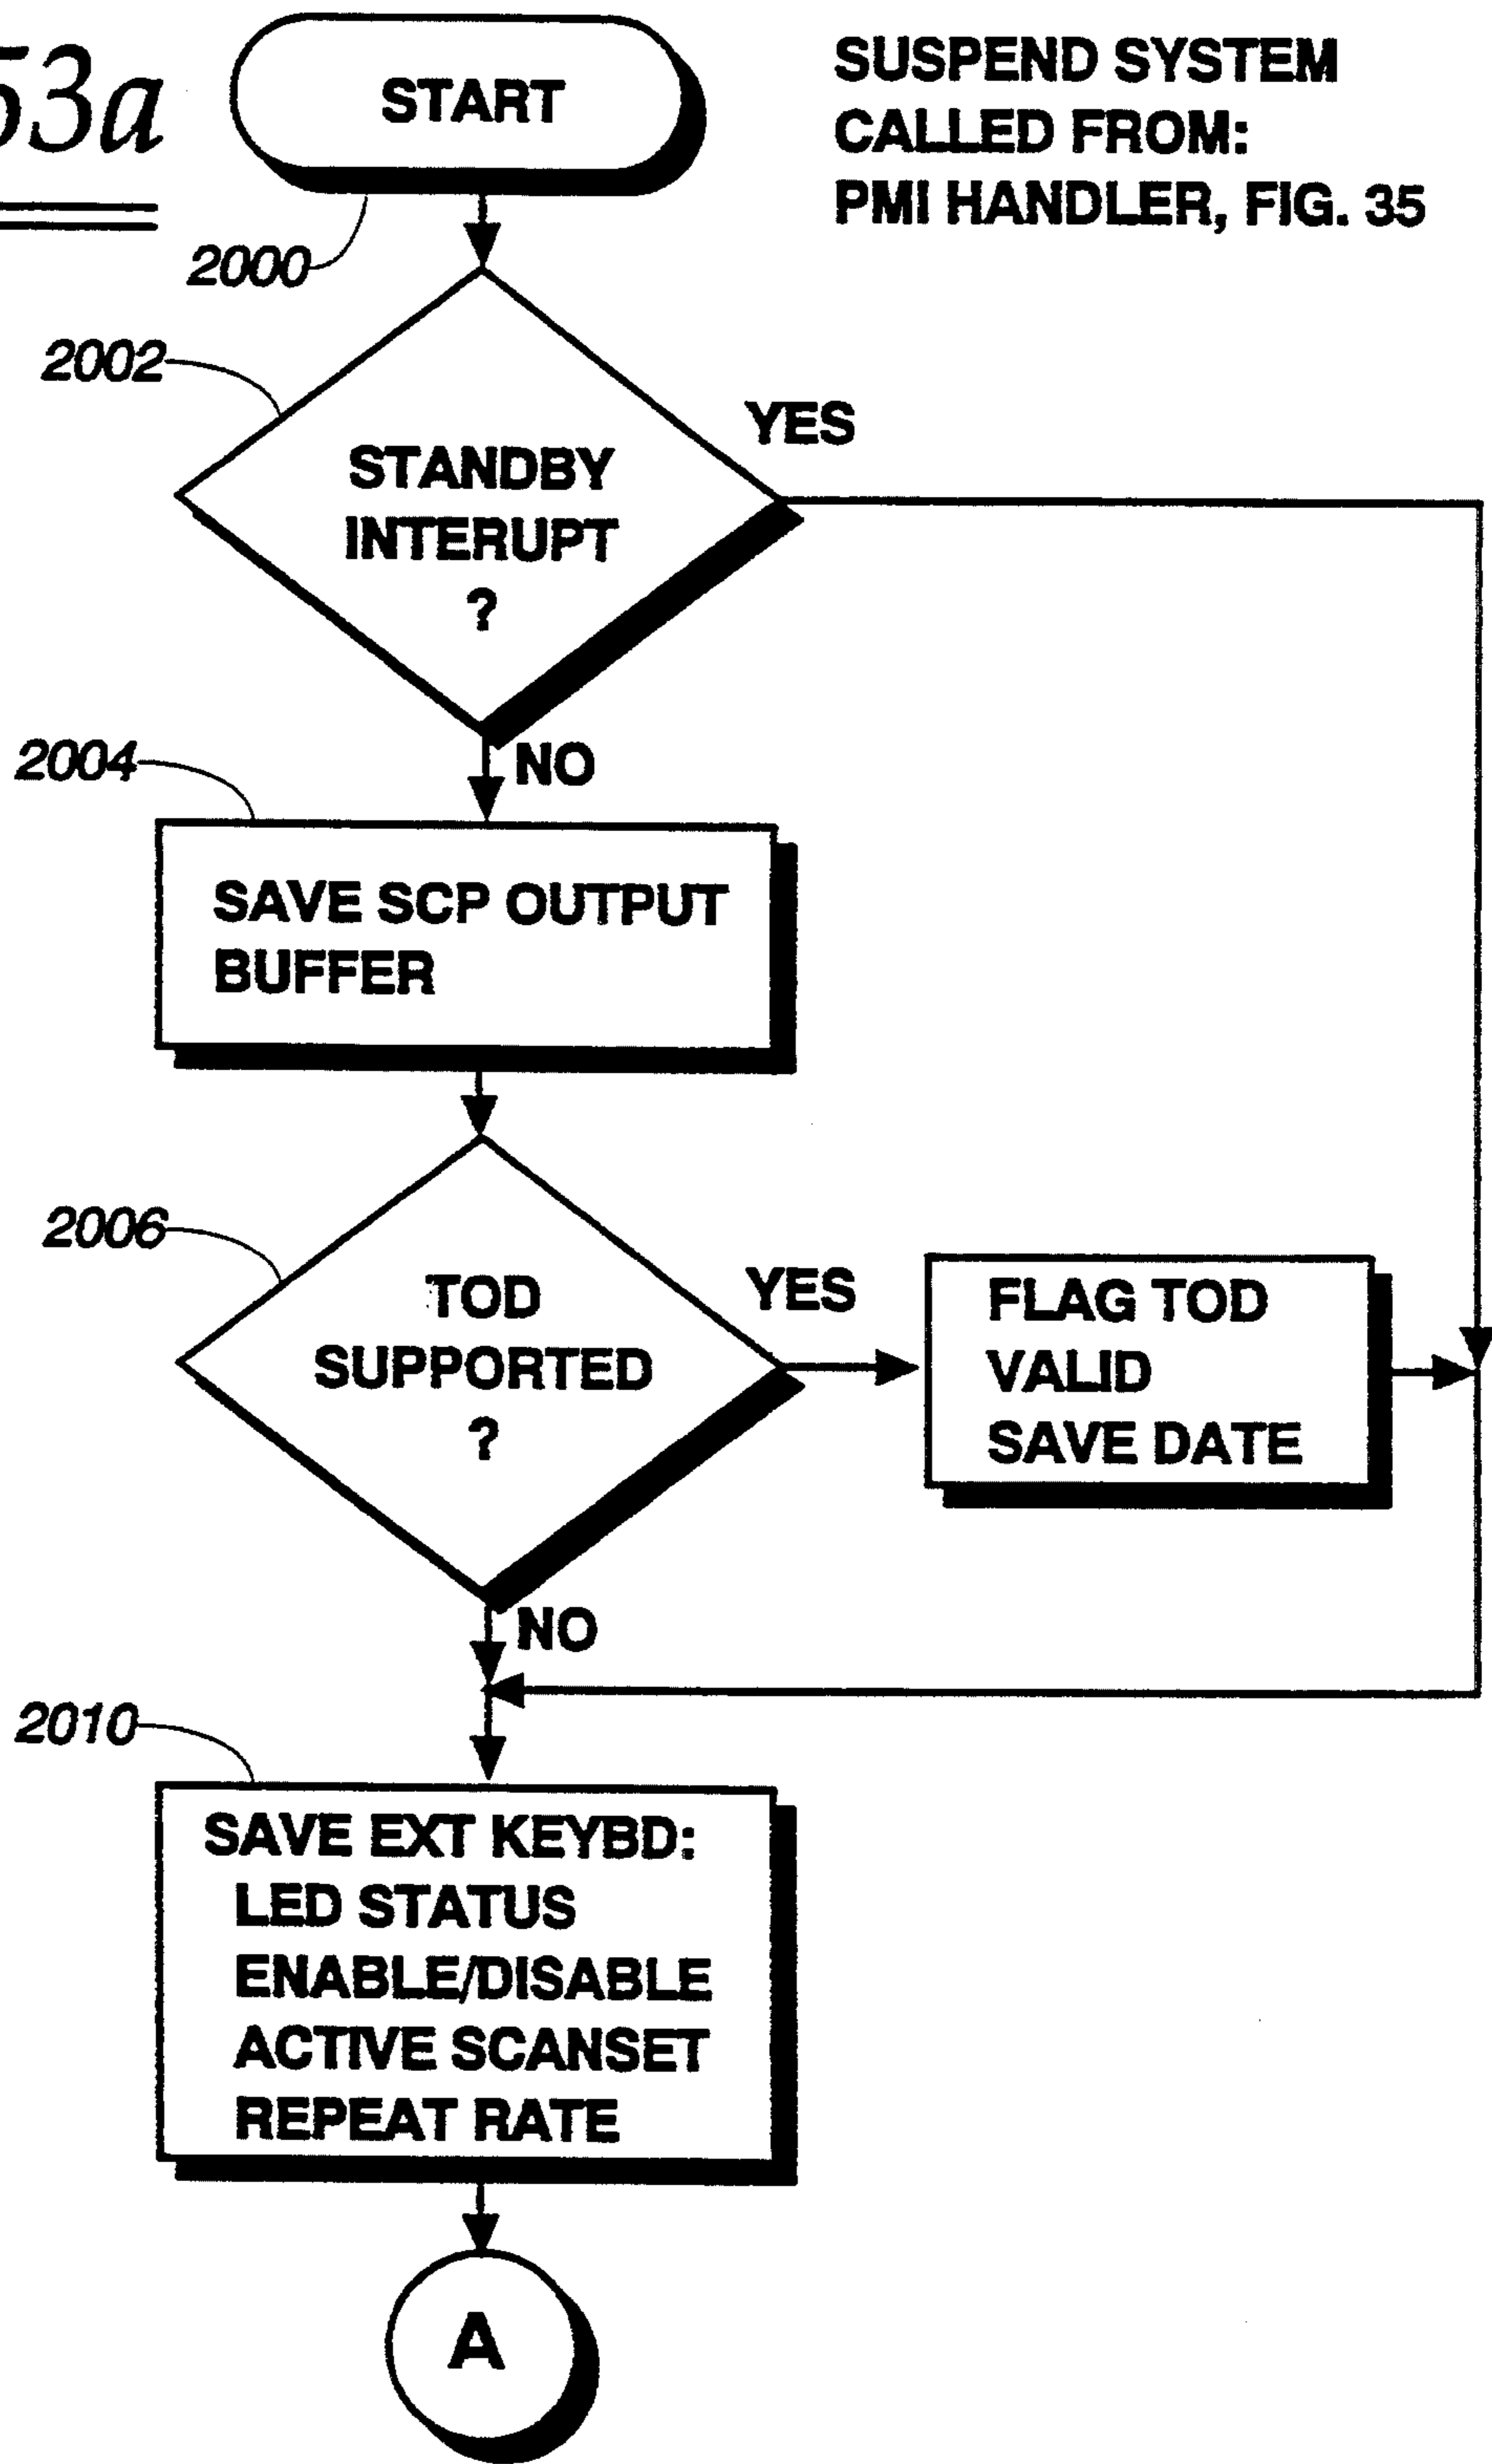 53a
START
SUSPEND SYSTEM
CALLED FROM:
PMI HANDLER, FIG. 35
2000
2002
YES
STANDBY
INTERUPT
?
NO
2004
SAVE SCP OUTPUT
BUFFER
2006
TOD
SUPPORTED
?
YES
FLAG TOD
VALID
SAVE DATE
NO
2010
SAVE EXT KEYBD:
LED STATUS
ENABLE/DISABLE
ACTIVE SCANSET
REPEAT RATE
A